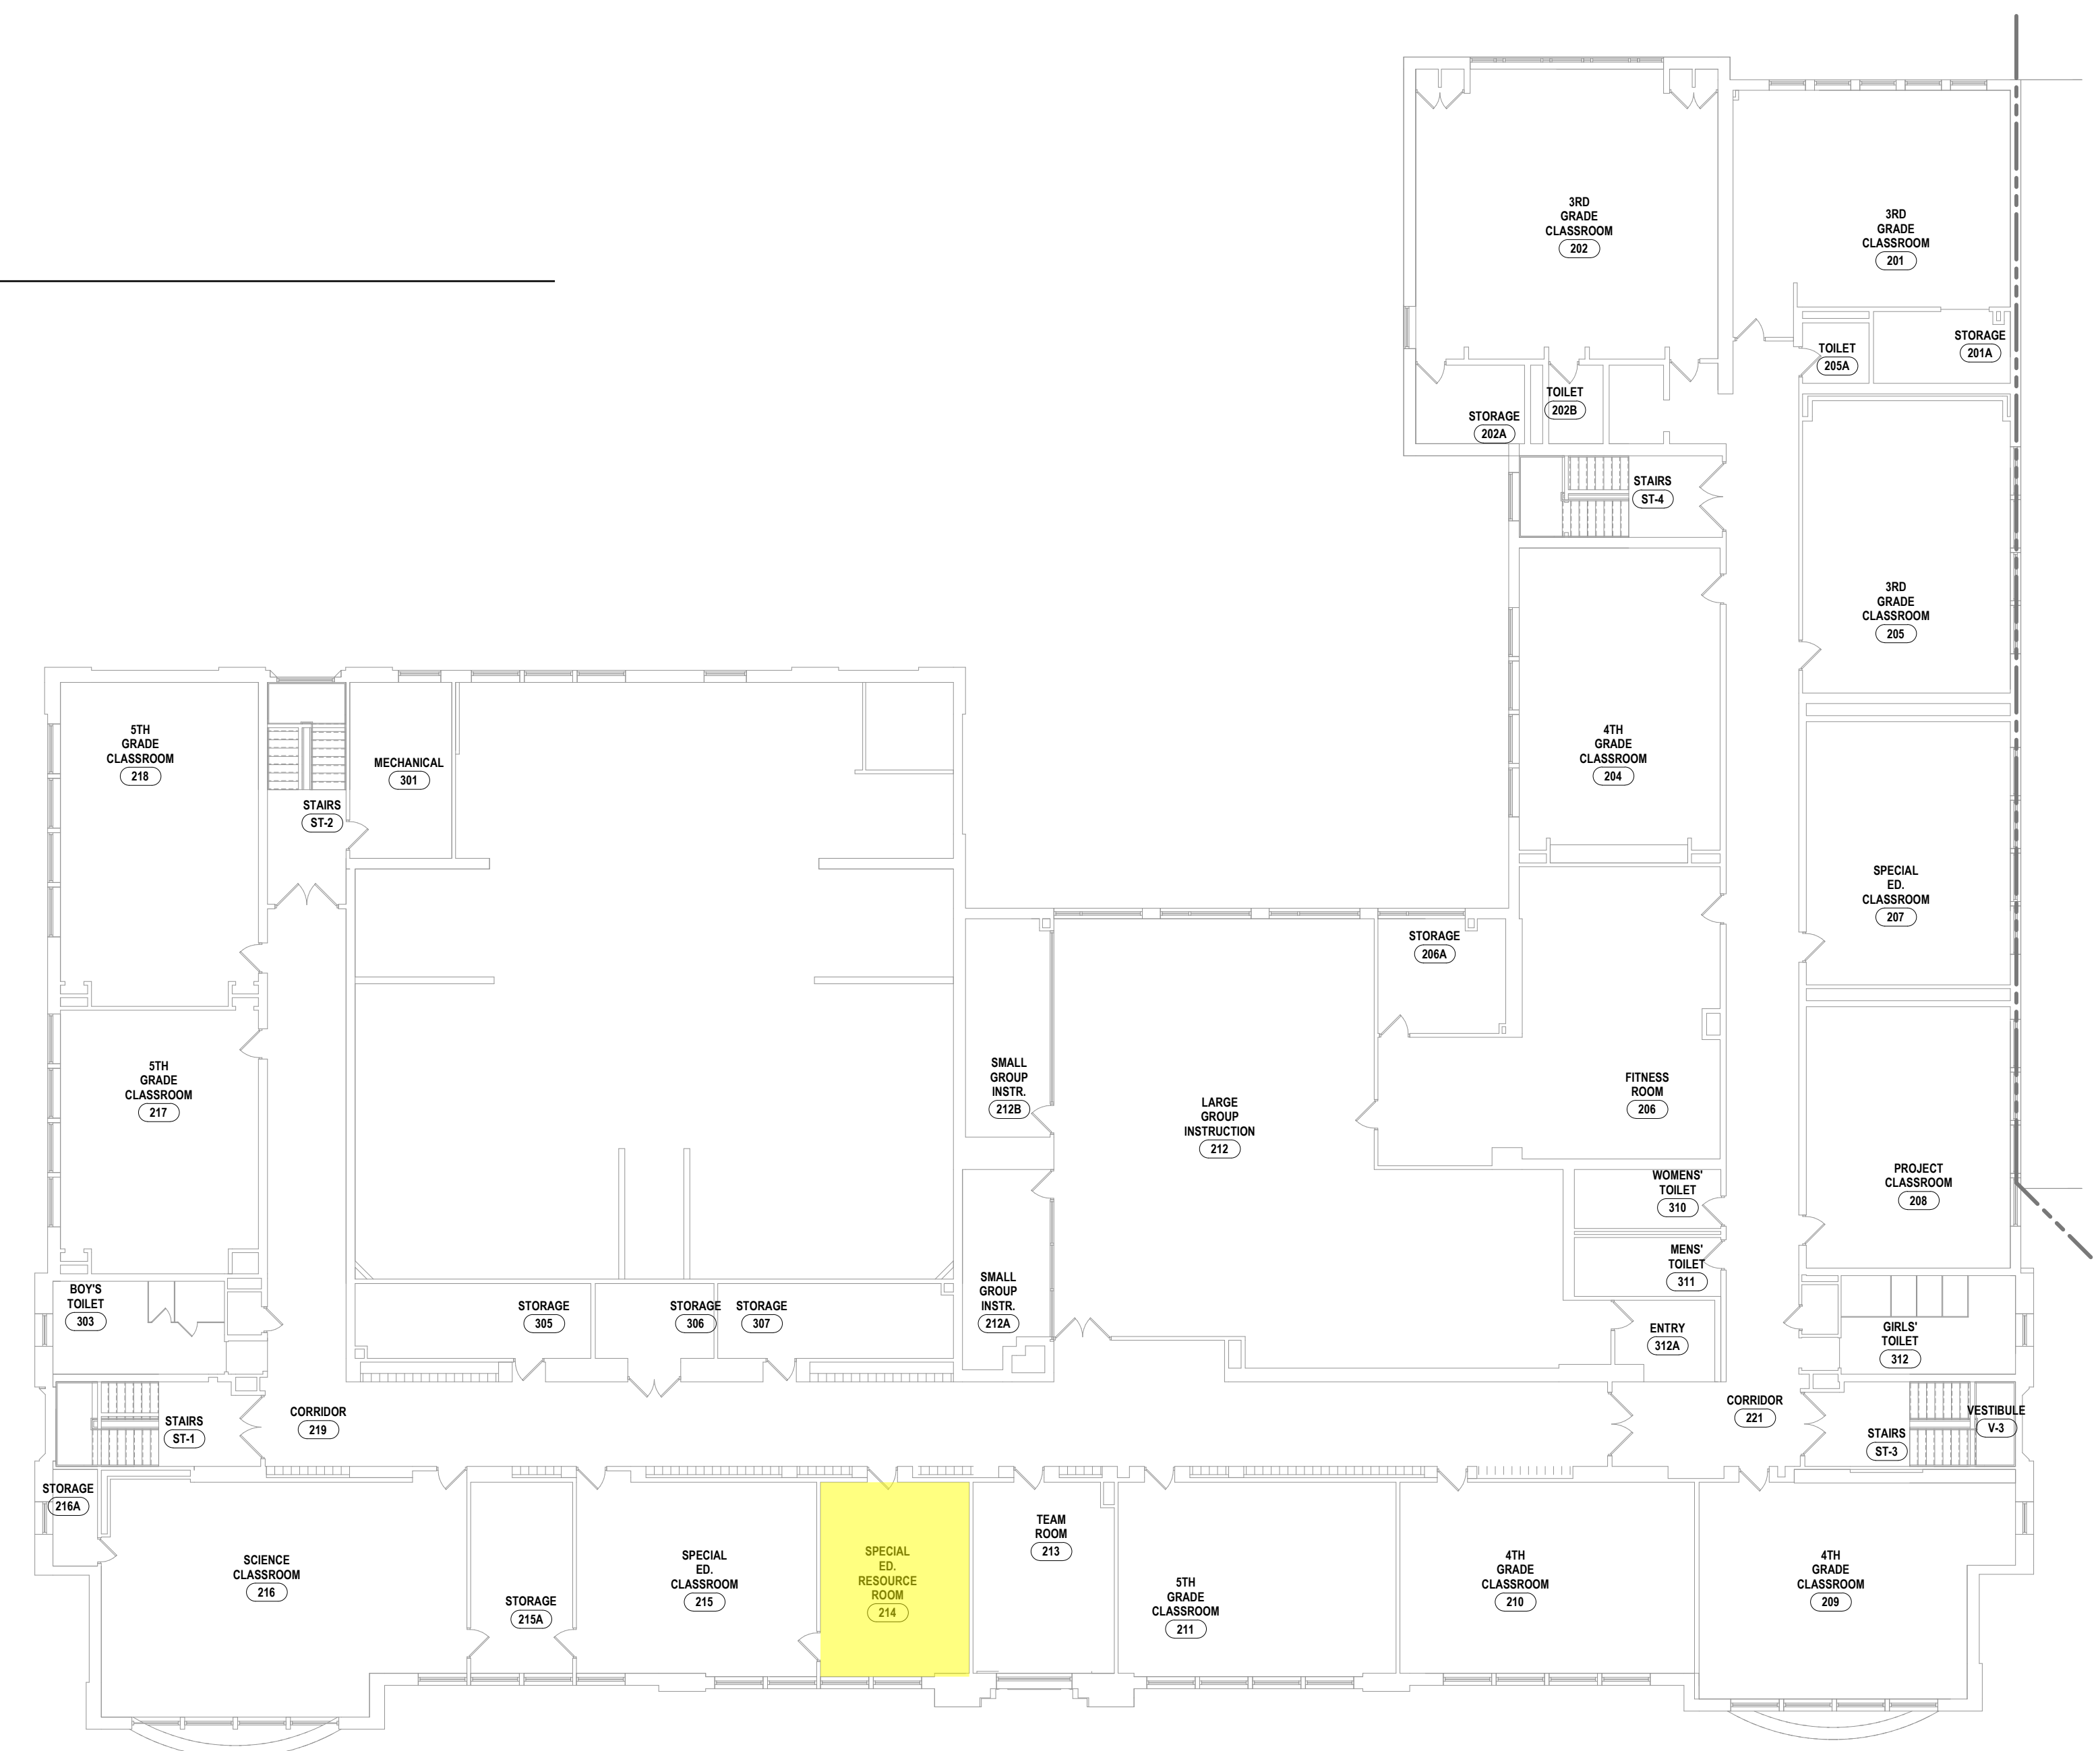 3RD
GRADE
CLASSROOM
202
3RD
GRADE
CLASSROOM
201
STORAGE
201A
TOILET
205A
TOILET
202B
STORAGE
202A
STAIRS
ST-4
3RD
GRADE
CLASSROOM
205
5TH
GRADE
CLASSROOM
218
MECHANICAL
301
STAIRS
ST-2
4TH
GRADE
CLASSROOM
204
SPECIAL
ED.
CLASSROOM
207
STORAGE
206A
5TH
GRADE
CLASSROOM
217
SMALL
GROUP
INSTR.
212B
LARGE
GROUP
INSTRUCTION
212
FITNESS
ROOM
206
PROJECT
CLASSROOM
208
WOMENS'
TOILET
310
MENS'
TOILET
311
BOY'S
TOILET
303
STORAGE
305
STORAGE
306
STORAGE
307
SMALL
GROUP
INSTR.
212A
ENTRY
312A
GIRLS'
TOILET
312
STAIRS
ST-1
CORRIDOR
219
CORRIDOR
221
STAIRS
ST-3
VESTIBULE
V-3
STORAGE
216A
SCIENCE
CLASSROOM
216
STORAGE
215A
SPECIAL
ED.
CLASSROOM
215
SPECIAL
ED.
RESOURCE
ROOM
214
TEAM
ROOM
213
5TH
GRADE
CLASSROOM
211
4TH
GRADE
CLASSROOM
210
4TH
GRADE
CLASSROOM
209